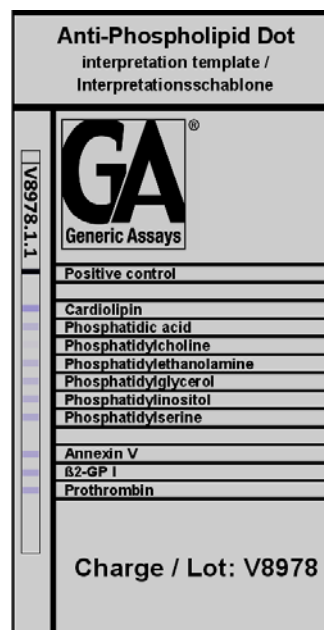 Anti-Phospholipid Dot
interpretation template /
Interpretationsschablone
V8978.1.1
GA®
Generic Assays
Positive control
Cardiolipin
Phosphatidic acid
Phosphatidylcholine
Phosphatidylethanolamine
Phosphatidylglycerol
Phosphatidylinositol
Phosphatidylserine
Annexin V
ß2-GP I
Prothrombin
Charge / Lot: V8978